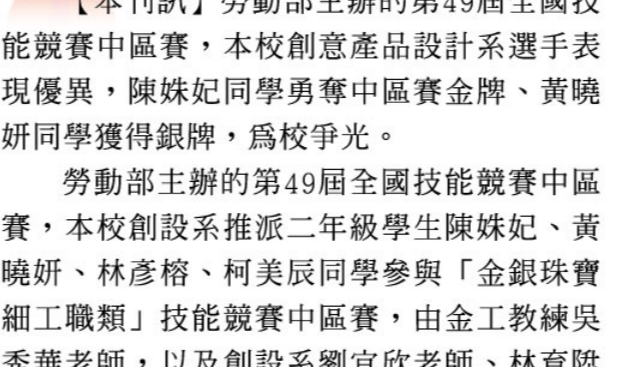 【本刊訊】勞動部主辦的第49屆全國技
能競賽中區賽，本校創意產品設計系選手表
現優異，陳姝妃同學勇奪中區賽金牌、黃曉
妍同學獲得銀牌，為校爭光。
勞動部主辦的第49屆全國技能競賽中區
賽，本校創設系推派二年級學生陳姝妃、黃
曉妍、林彥榕、柯美辰同學參與「金銀珠寶
細工職類」技能競賽中區賽，由金工教練吳
秀華老師，以及創設系劉宜欣老師、林育陞